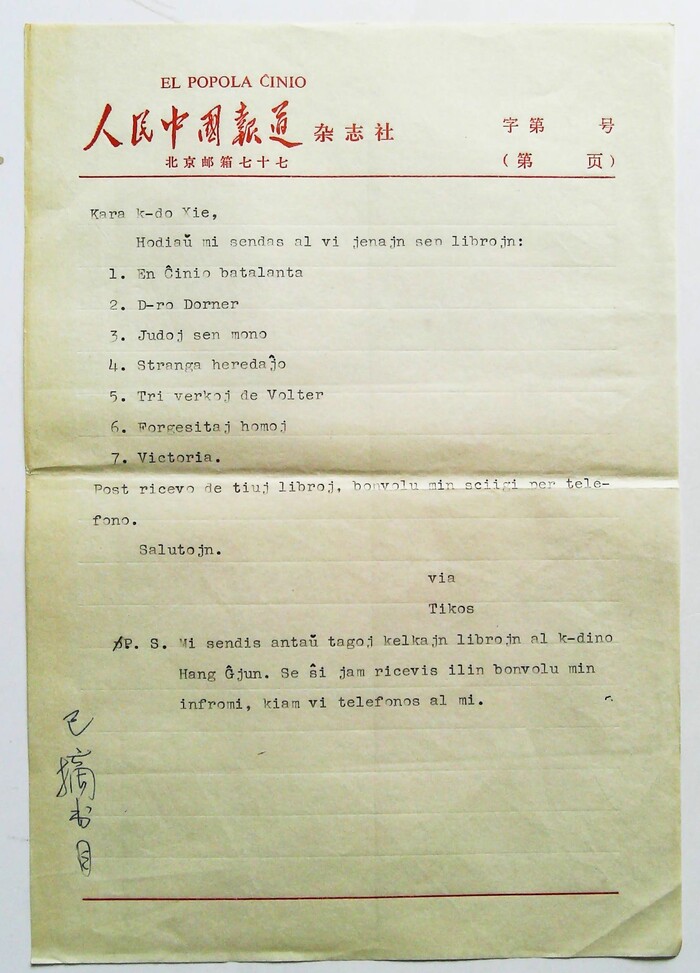 EL POPOLA ĈINIO
人民中國報道 杂志社
字第 号
北京邮箱七十七
(第 页)
Kara k-do Xie,
Hodiaŭ mi sendas al vi jenajn sen librojn:
1. En Ĉinio batalanta
2. D-ro Dorner
3. Judoj sen mono
4. Stranga heredaĵo
5. Tri verkoj de Volter
6. Forgesitaj homoj
7. Victoria.
Post ricevo de tiuj libroj, bonvolu min sciigi per tele-
fono.
Salutojn.
via
Tikos
P. S. Mi sendis antaŭ tagoj kelkajn librojn al k-dino
Hang Ĝjun. Se ŝi jam ricevis ilin bonvolu min
infromi, kiam vi telefonos al mi.
已摘书目